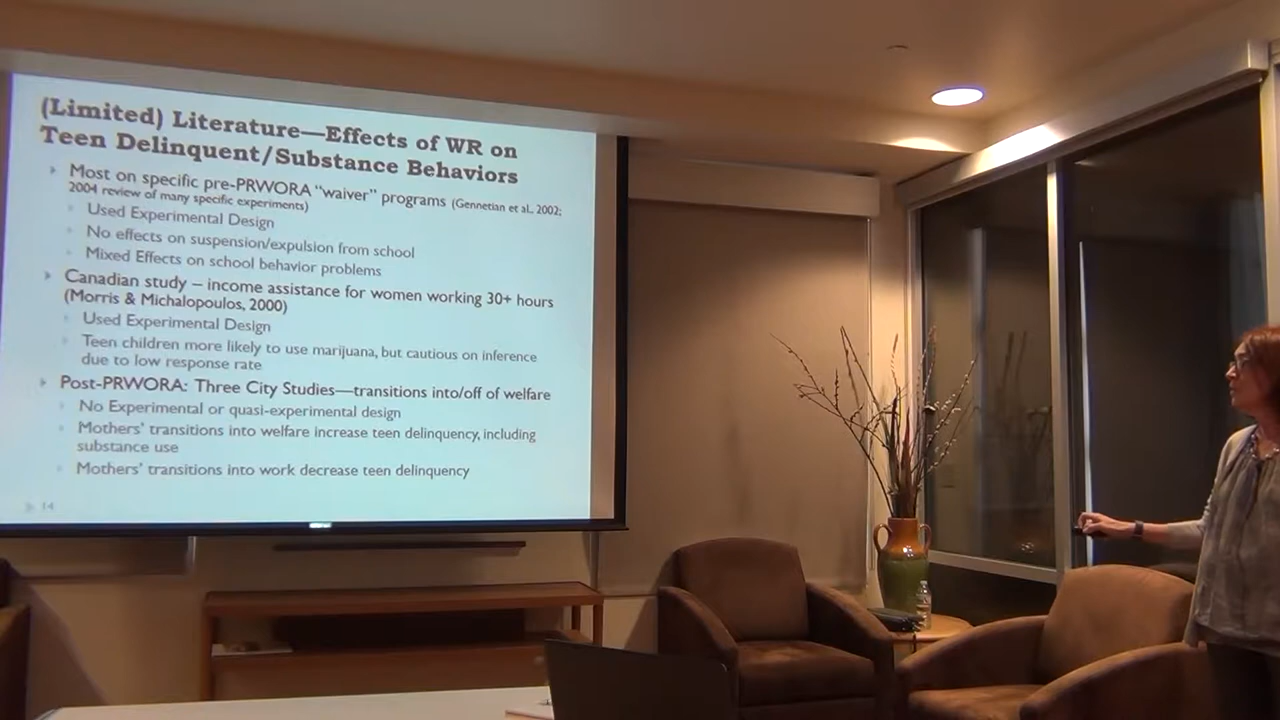 (Limited) Literature—Effects of WR on
Teen Delinquent/Substance Behaviors
Most on specific pre-PRWORA "waiver" programs (Gennetian et al., 2002;
2004 review of many specific experiments)
Used Experimental Design
No effects on suspension/expulsion from school
Mixed Effects on school behavior problems
Canadian study – income assistance for women working 30+ hours
(Morris & Michalopoulos, 2000)
Used Experimental Design
Teen children more likely to use marijuana, but cautious on inference
due to low response rate
Post-PRWORA: Three City Studies—transitions into/off of welfare
No Experimental or quasi-experimental design
Mothers' transitions into welfare increase teen delinquency, including
substance use
Mothers' transitions into work decrease teen delinquency
14